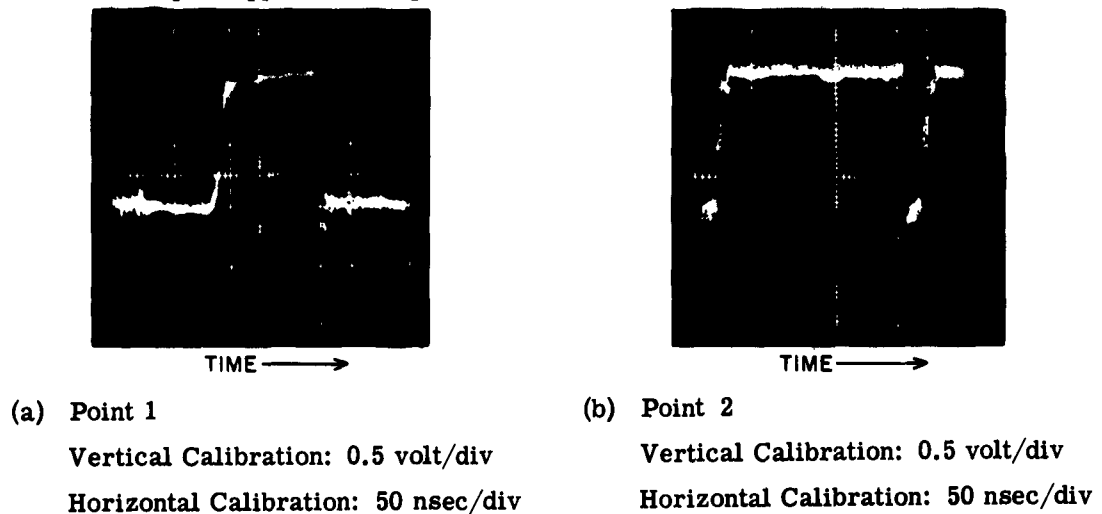 TIME
TIME
(a) Point 1
Vertical Calibration: 0.5 volt/div
Horizontal Calibration: 50 nsec/div
(b) Point 2
Vertical Calibration: 0.5 volt/div
Horizontal Calibration: 50 nsec/div